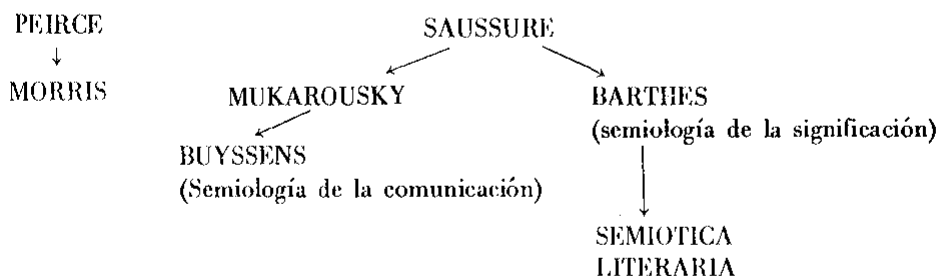 PEIRCE
SAUSSURE
MORRIS
MUKAROUSKY
BARTHES
(semiología de la significación)
BUYSSENS
(Semiología de la comunicación)
SEMIOTICA
LITERARIA